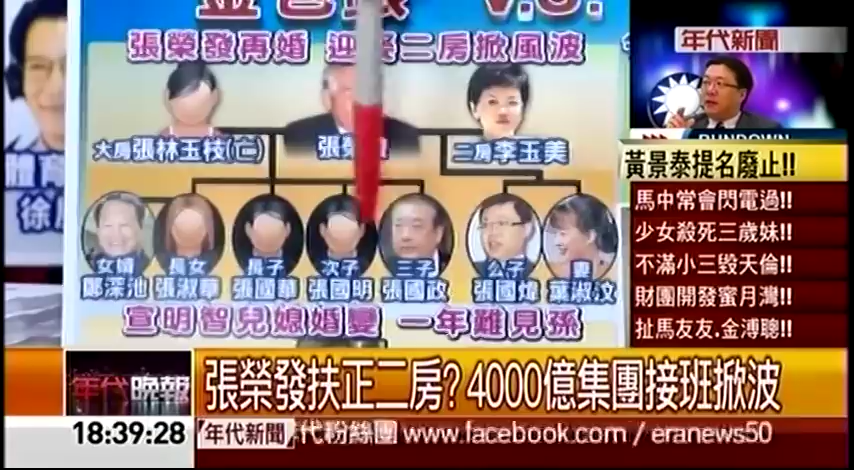 張榮發再婚
二房掀風波
大房張林玉枝(亡)
二房李玉美
女婿
鄭深池
長女
張淑華
長子
張國華
次子
張國明
三子
張國政
公子
張國煒
妻
葉淑汶
宣明智兒媳婚變 一年難見孫
年代新聞
RUNDOWN
黃景泰提名廢止!!
馬中常會閃電過!!
少女殺死三歲妹!!
不滿小三毀天倫!!
財團開發蜜月灣!!
扯馬友友.金溥聰!!
年代晚報
張榮發扶正二房? 4000億集團接班掀波
18:39:28
年代新聞
代粉絲團 www.facebook.com / eranews50